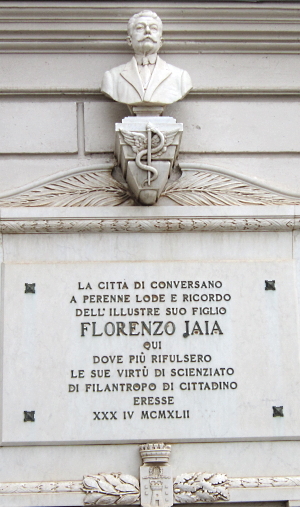 LA CITTÀ DI CONVERSANO
A PERENNE LODE E RICORDO
DELL'ILLUSTRE SUO FIGLIO
FLORENZO JAIA
QUI
DOVE PIÙ RIFULSERO
LE SUE VIRTÙ DI SCIENZIATO
DI FILANTROPO DI CITTADINO
ERESSE
XXX IV MCMXLII